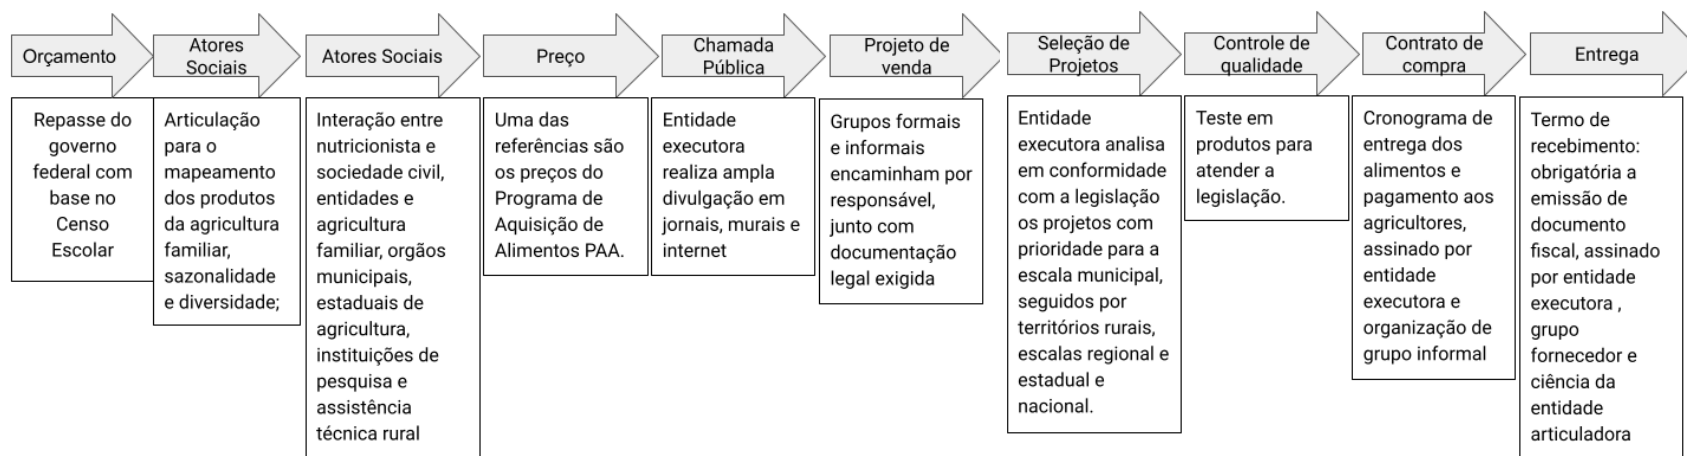 Orçamento
Repasse do
governo
federal com
base no
Censo
Escolar
Atores
Sociais
Articulação
para o
mapeamento
dos produtos
da agricultura
familiar,
sazonalidade
e diversidade;
Atores Sociais
Interação entre
nutricionista e
sociedade civil,
entidades e
agricultura
familiar, orgãos
municipais,
estaduais de
agricultura,
instituições de
pesquisa e
assistência
técnica rural
Preço
Uma das
referências são
os preços do
Programa de
Aquisição de
Alimentos PAA.
Chamada
Pública
Entidade
executora
realiza ampla
divulgação em
jornais, murais e
internet
Projeto de
venda
Grupos formais
e informais
encaminham por
responsável,
junto com
documentação
legal exigida
Seleção de
Projetos
Entidade
executora analisa
em conformidade
com a legislação
os projetos com
prioridade para a
escala municipal,
seguidos por
territórios rurais,
escalas regional e
estadual e
nacional.
Controle de
qualidade
Teste em
produtos para
atender a
legislação.
Contrato de
compra
Cronograma de
entrega dos
alimentos e
pagamento aos
agricultores,
assinado por
entidade
executora e
organização de
grupo informal
Entrega
Termo de
recebimento:
obrigatória a
emissão de
documento
fiscal, assinado
por entidade
executora ,
grupo
fornecedor e
ciência da
entidade
articuladora